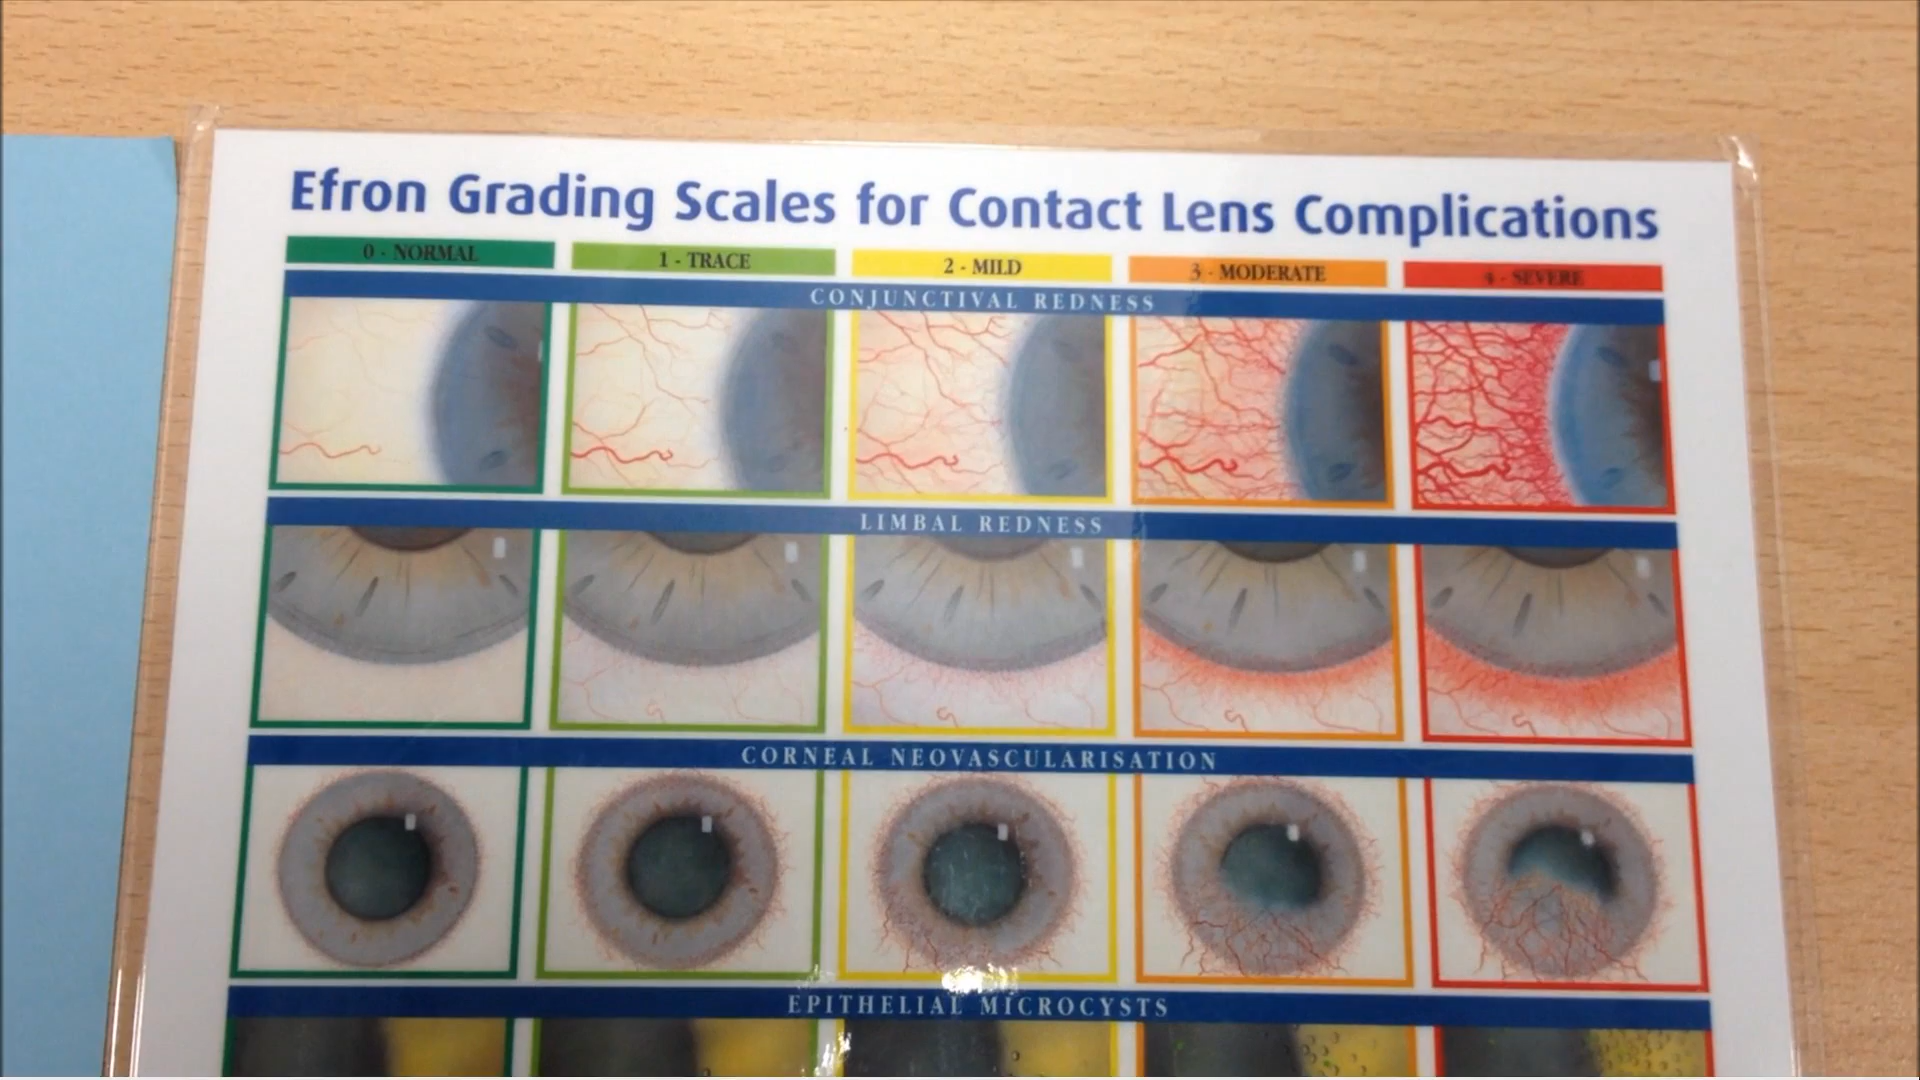 Efron Grading Scales for Contact Lens Complications
0 - NORMAL 1 - TRACE 2 - MILD 3 - MODERATE 4 - SEVERE
CONJUNCTIVAL REDNESS
LIMBAL REDNESS
CORNEAL NEOVASCULARISATION
EPITHELIAL MICROCYSTS